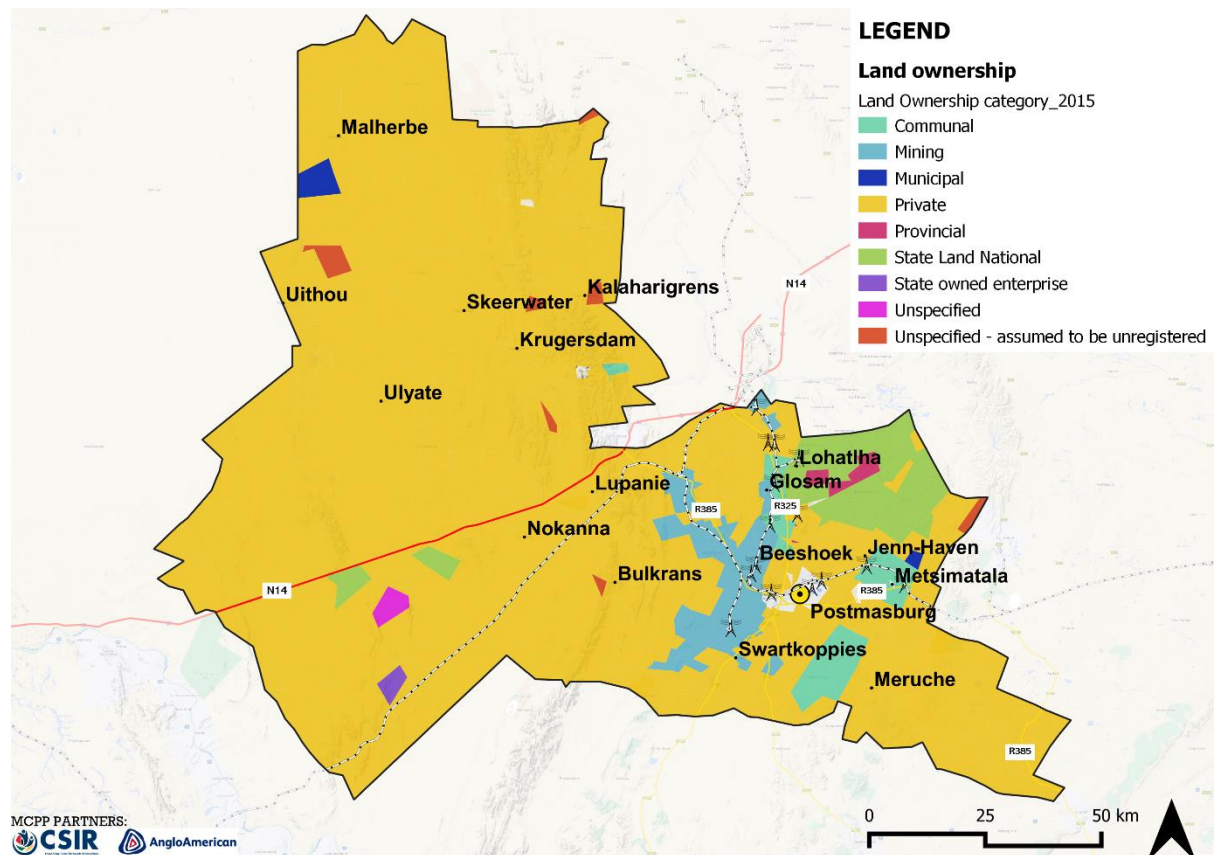 LEGEND
Land ownership
Land Ownership category_2015
Communal
Mining
Municipal
Private
Provincial
State Land National
State owned enterprise
Unspecified
Unspecified - assumed to be unregistered
Malherbe
Uithou
Skeerwater
Kalaharigrens
N14
Krugersdam
Ulyate
Lohatlha
Lupanie
Glosam
R385
R325
Nokanna
Beeshoek
Jenn-Haven
Bulkrans
Metsimatala
N14
R385
Postmasburg
Swartkoppies
Meruche
R385
0 25 50 km
MCPP PARTNERS:
CSIR
AngloAmerican